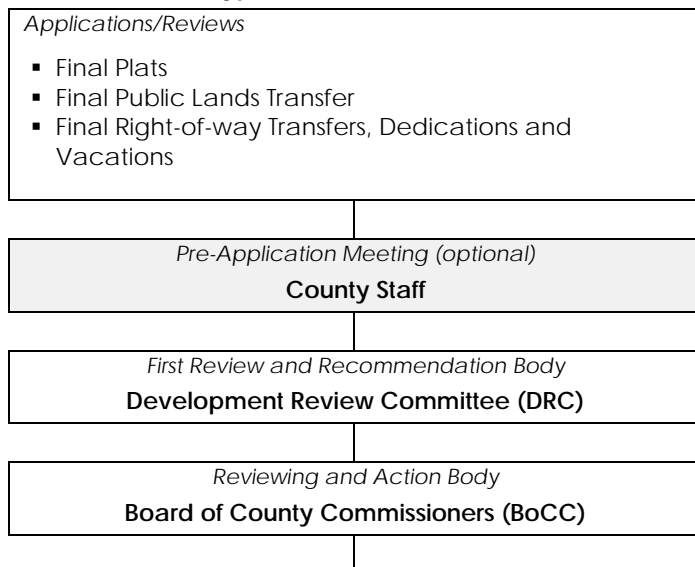 Applications/Reviews
▪ Final Plats
▪ Final Public Lands Transfer
▪ Final Right-of-way Transfers, Dedications and
Vacations
Pre-Application Meeting (optional)
County Staff
First Review and Recommendation Body
Development Review Committee (DRC)
Reviewing and Action Body
Board of County Commissioners (BoCC)